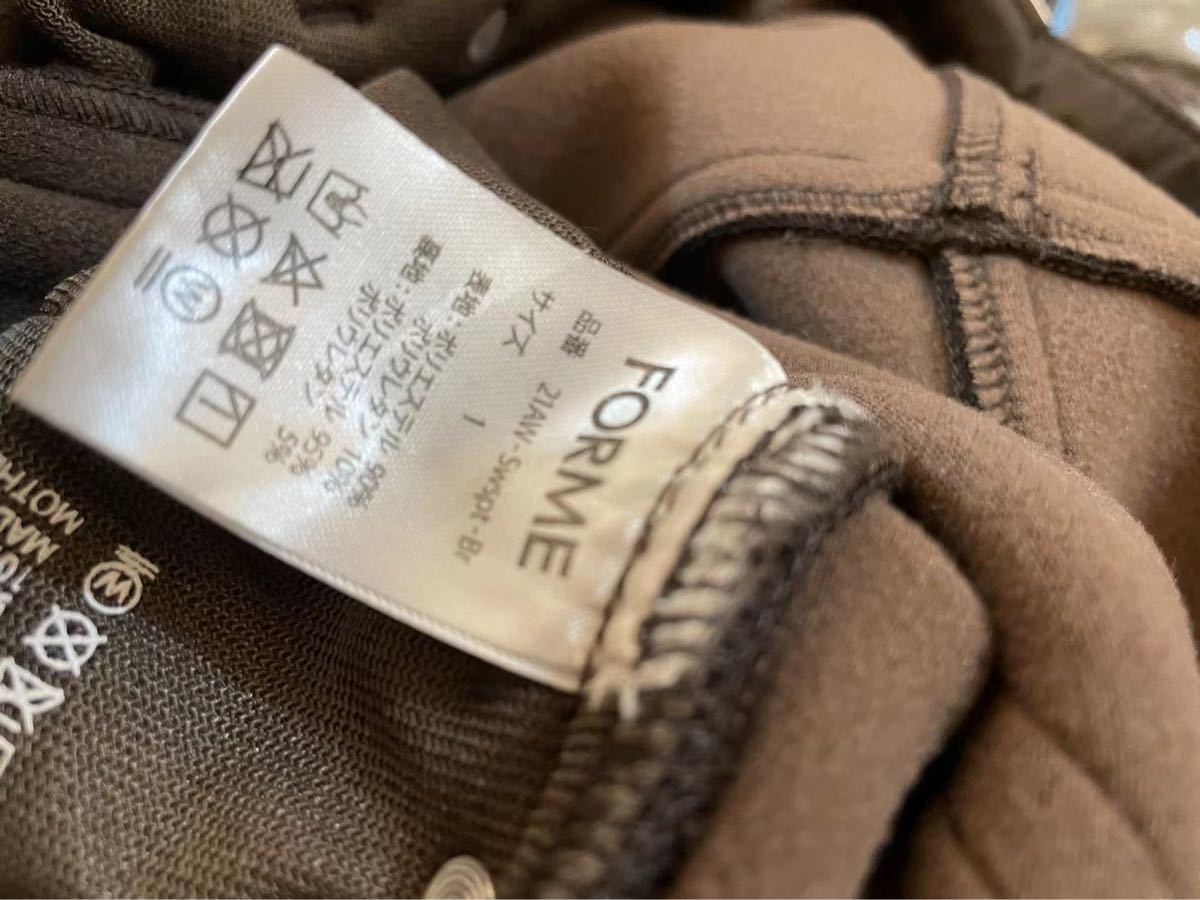 FORME
品番 21AW-Swspt-Br
サイズ 1
表地:ポリエステル 90%
ポリウレタン 10%
裏地:ポリエステル 95%
ポリウレタン 5%
W
MOTHE
MAD
W